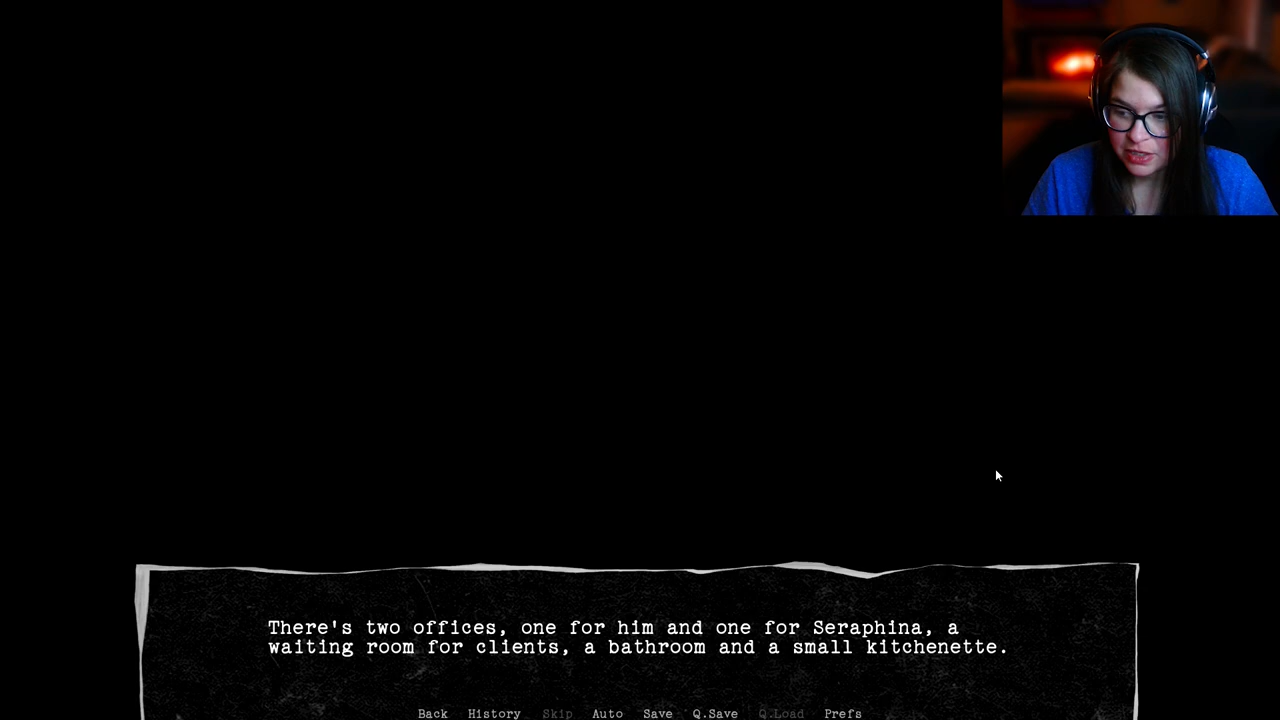 There's two offices, one for him and one for Seraphina, a
waiting room for clients, a bathroom and a small kitchenette.
Back History Skip Auto Save Q.Save Q.Load Prefs